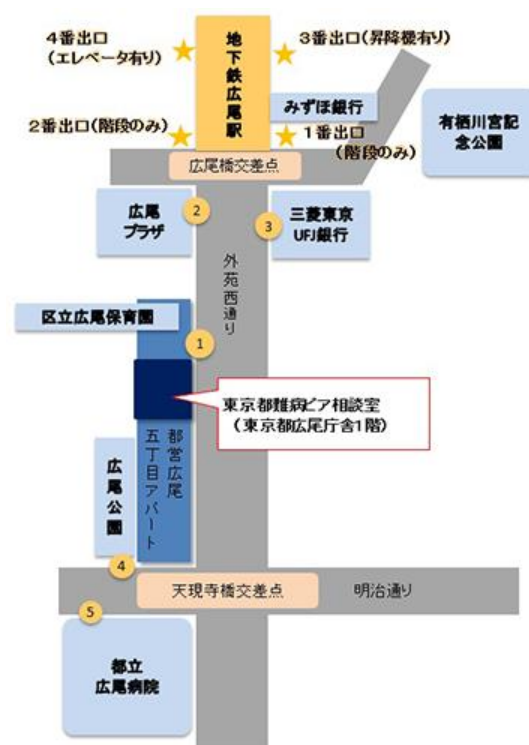 4番出口
(エレベータ有り)
地下鉄広尾駅
3番出口(昇降機有り)
みずほ銀行
2番出口(階段のみ)
1番出口
(階段のみ)
有栖川宮記
念公園
広尾橋交差点
広尾
プラザ
2
3
三菱東京
UFJ銀行
外苑西通り
区立広尾保育園
1
東京都難病ピア相談室
(東京都広尾庁舎1階)
都営広尾
五丁目アパート
広尾公園
4
天現寺橋交差点
明治通り
5
都立
広尾病院